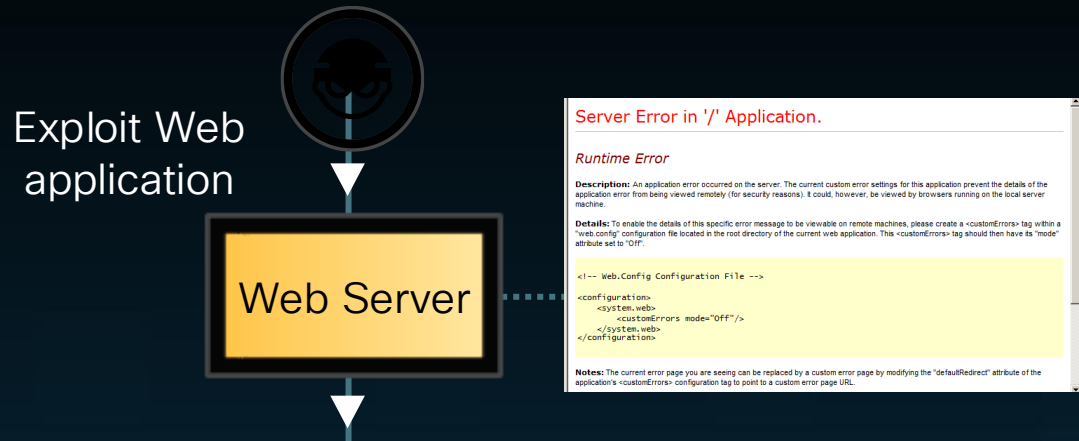 Exploit Web
application
Web Server
Server Error in '/' Application.
Runtime Error
Description: An application error occurred on the server. The current custom error settings for this application prevent the details of the
application error from being viewed remotely (for security reasons). It could, however, be viewed by browsers running on the local server
machine.
Details: To enable the details of this specific error message to be viewable on remote machines, please create a <customErrors> tag within a
"web.config" configuration file located in the root directory of the current web application. This <customErrors> tag should then have its "mode"
attribute set to "Off".
<!-- Web.Config Configuration File -->
<configuration>
    <system.web>
        <customErrors mode="Off"/>
    </system.web>
</configuration>
Notes: The current error page you are seeing can be replaced by a custom error page by modifying the "defaultRedirect" attribute of the
application's <customErrors> configuration tag to point to a custom error page URL.